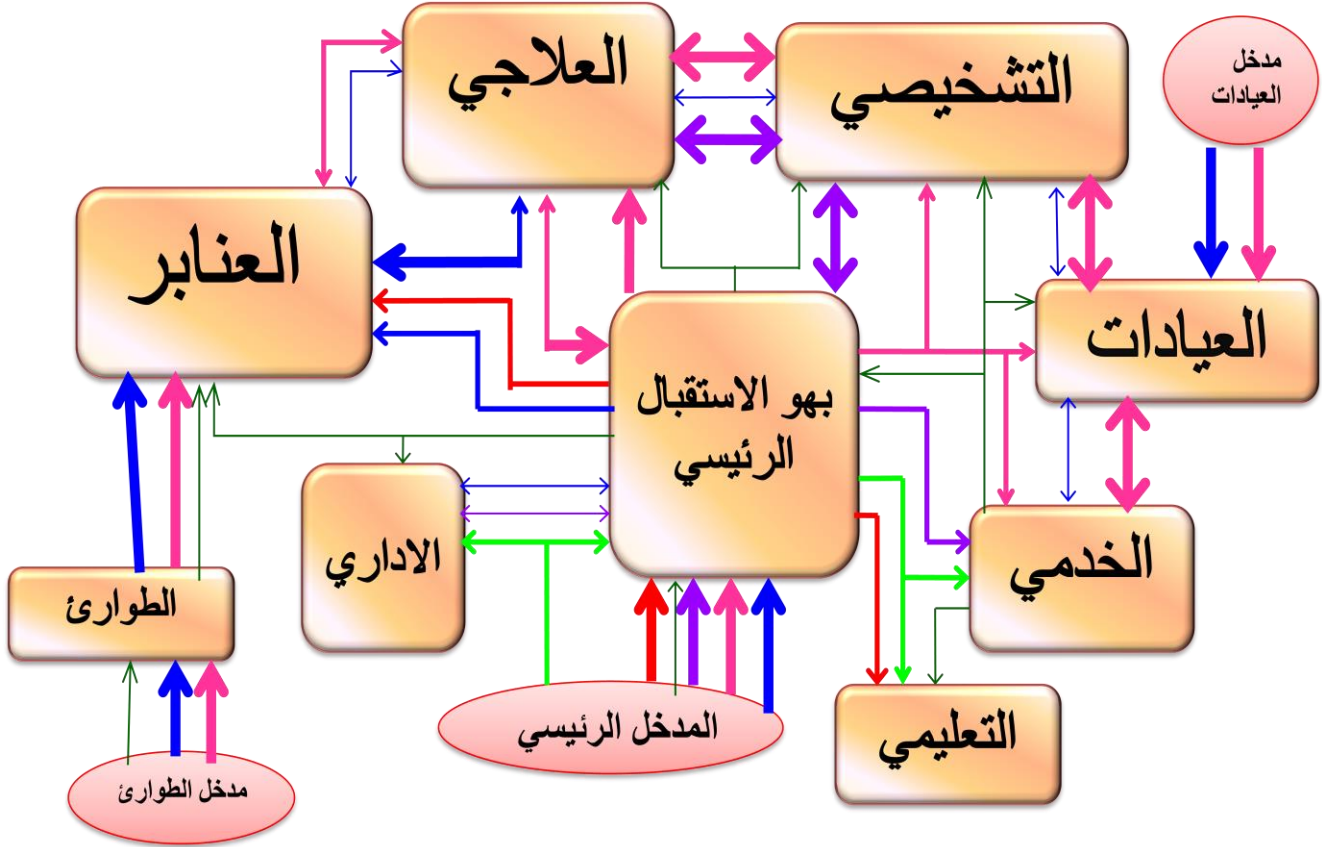 مدخل
العيادات
التشخيصي
العلاجي
العنابر
العيادات
بهو الاستقبال
الرئيسي
الاداري
الخدمي
الطوارئ
التعليمي
المدخل الرئيسي
مدخل الطوارئ